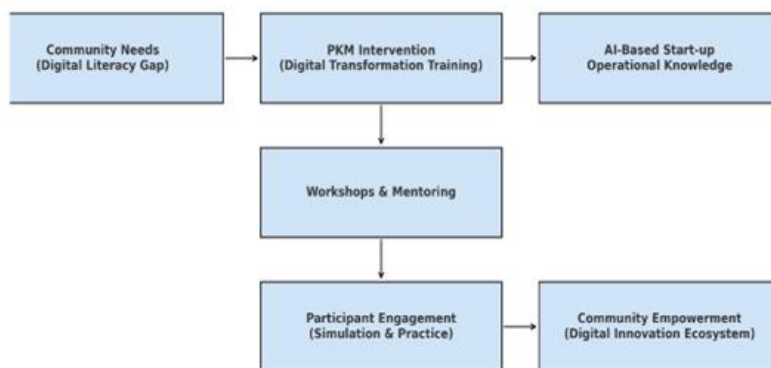 Community Needs
(Digital Literacy Gap)
PKM Intervention
(Digital Transformation Training)
AI-Based Start-up
Operational Knowledge
Workshops & Mentoring
Participant Engagement
(Simulation & Practice)
Community Empowerment
(Digital Innovation Ecosystem)